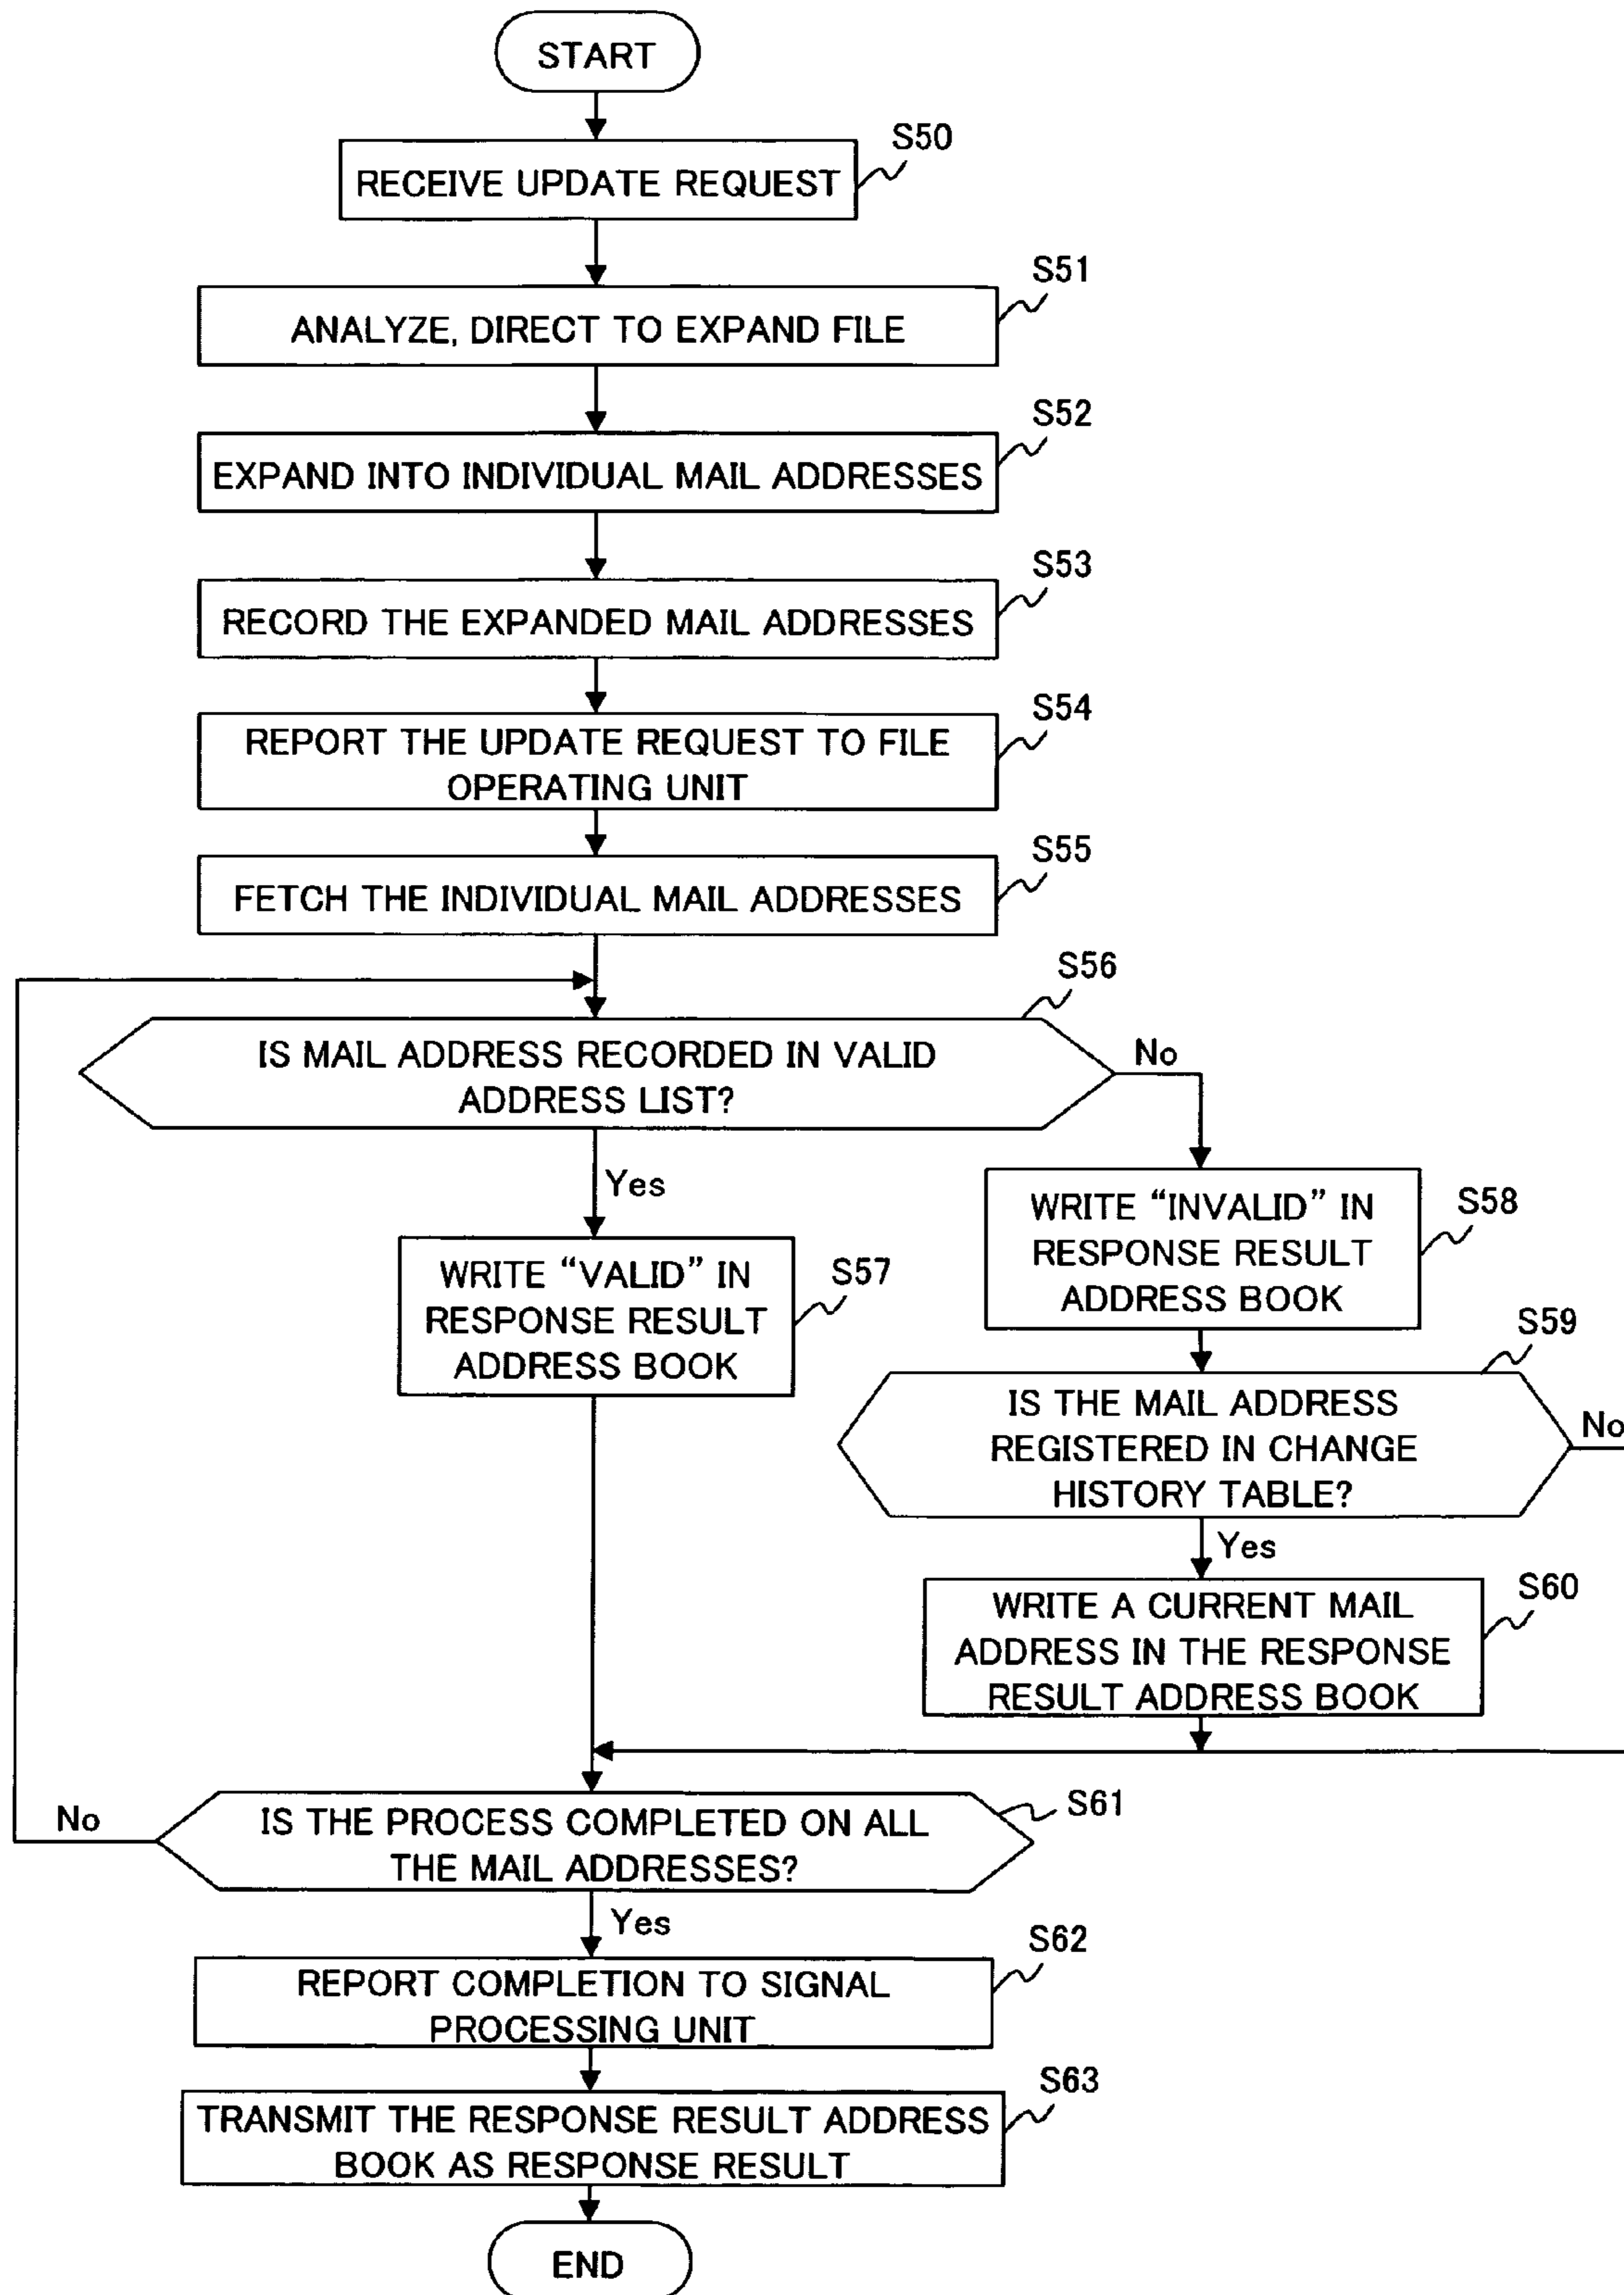 START
S50
RECEIVE UPDATE REQUEST
S51
ANALYZE, DIRECT TO EXPAND FILE
S52
EXPAND INTO INDIVIDUAL MAIL ADDRESSES
S53
RECORD THE EXPANDED MAIL ADDRESSES
S54
REPORT THE UPDATE REQUEST TO FILE
OPERATING UNIT
S55
FETCH THE INDIVIDUAL MAIL ADDRESSES
S56
IS MAIL ADDRESS RECORDED IN VALID
ADDRESS LIST?
No
Yes
WRITE “VALID” IN
RESPONSE RESULT
ADDRESS BOOK
S57
WRITE “INVALID” IN
RESPONSE RESULT
ADDRESS BOOK
S58
S59
IS THE MAIL ADDRESS
REGISTERED IN CHANGE
HISTORY TABLE?
No
Yes
S60
WRITE A CURRENT MAIL
ADDRESS IN THE RESPONSE
RESULT ADDRESS BOOK
S61
IS THE PROCESS COMPLETED ON ALL
THE MAIL ADDRESSES?
No
Yes
S62
REPORT COMPLETION TO SIGNAL
PROCESSING UNIT
S63
TRANSMIT THE RESPONSE RESULT ADDRESS
BOOK AS RESPONSE RESULT
END